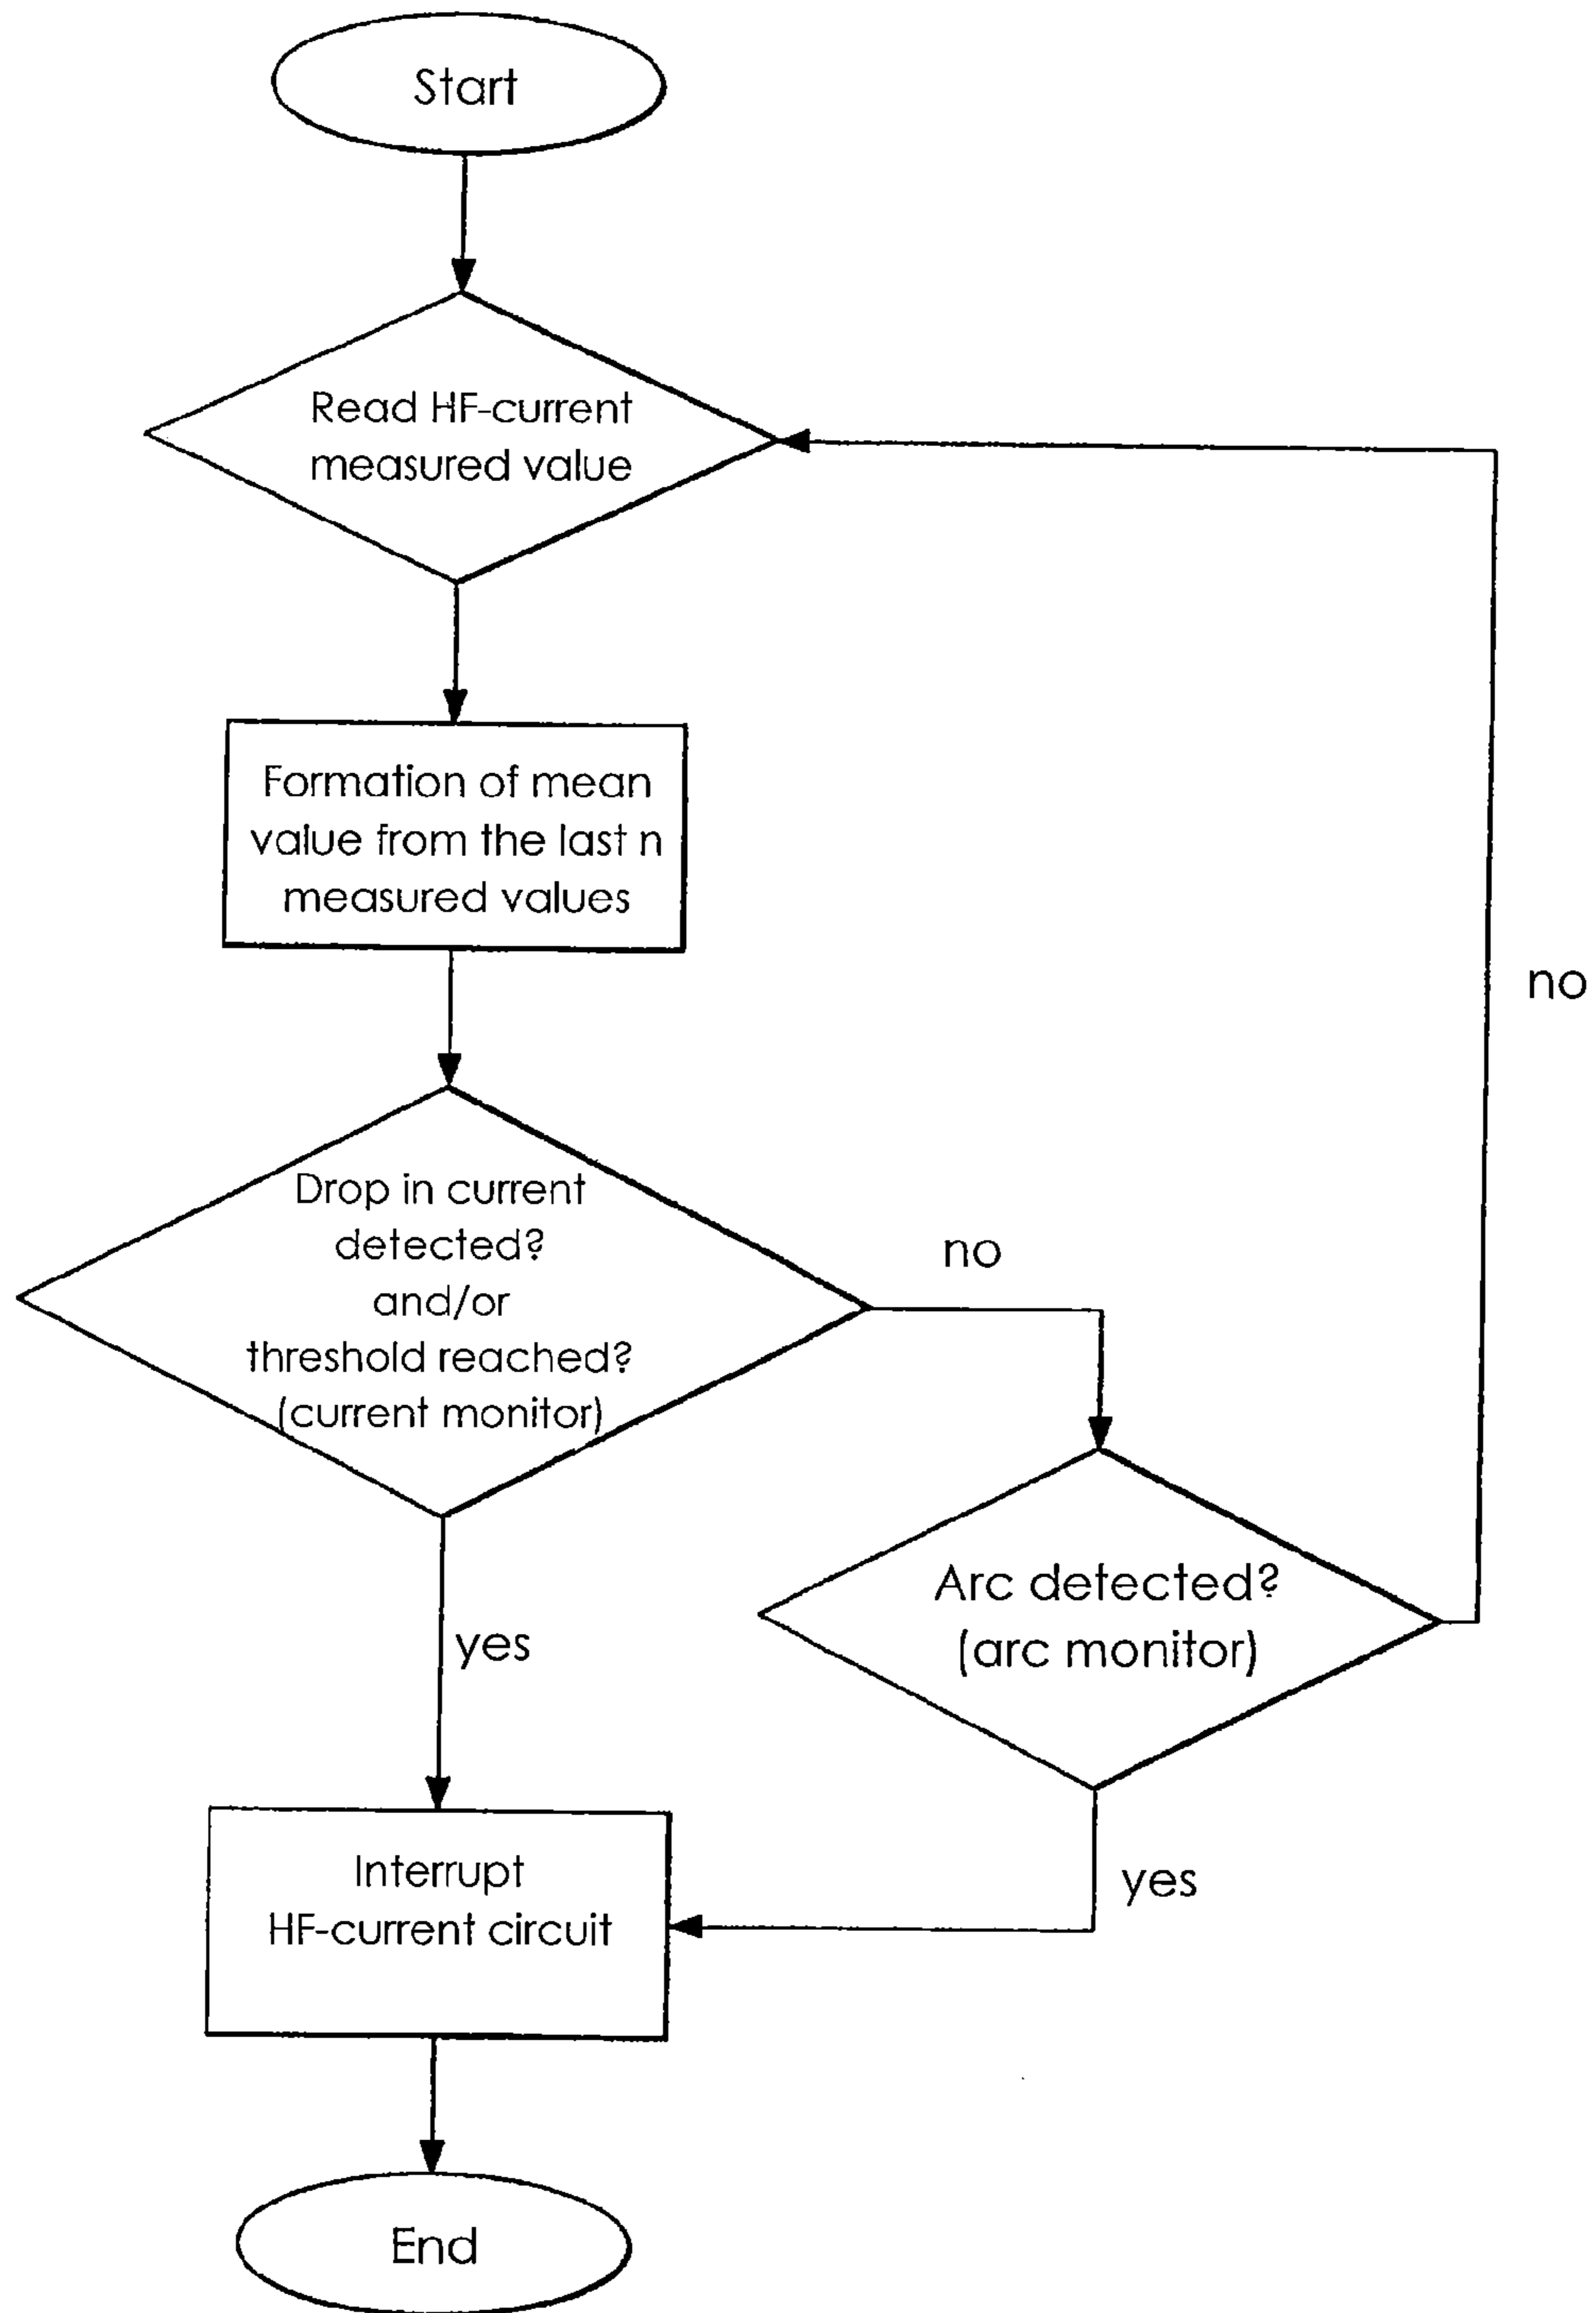 Start
Read HF-current
measured value
Formation of mean
value from the last n
measured values
no
Drop in current
detected?
and/or
threshold reached?
(current monitor)
no
Arc detected?
(arc monitor)
yes
Interrupt
HF-current circuit
yes
End